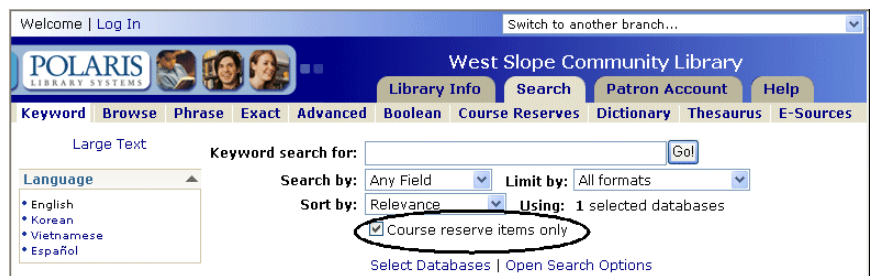 Welcome | Log In
Switch to another branch...
POLARIS
LIBRARY SYSTEMS
West Slope Community Library
Library Info Search Patron Account Help
Keyword Browse Phrase Exact Advanced Boolean Course Reserves Dictionary Thesaurus E-Sources
Large Text
Keyword search for: Go!
Language
Search by: Any Field Limit by: All formats
• English
Sort by: Relevance Using: 1 selected databases
• Korean
• Vietnamese
Course reserve items only
• Español
Select Databases | Open Search Options